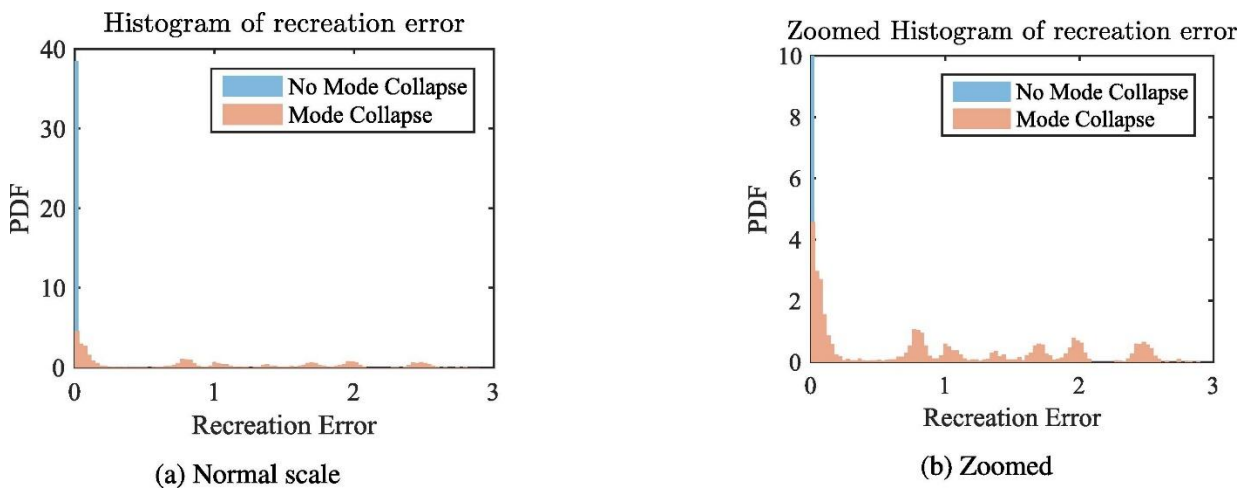 Histogram of recreation error
40
30
20
10
0
PDF
No Mode Collapse
Mode Collapse
0 1 2 3
Recreation Error
(a) Normal scale
Zoomed Histogram of recreation error
10
8
6
4
2
0
PDF
No Mode Collapse
Mode Collapse
0 1 2 3
Recreation Error
(b) Zoomed